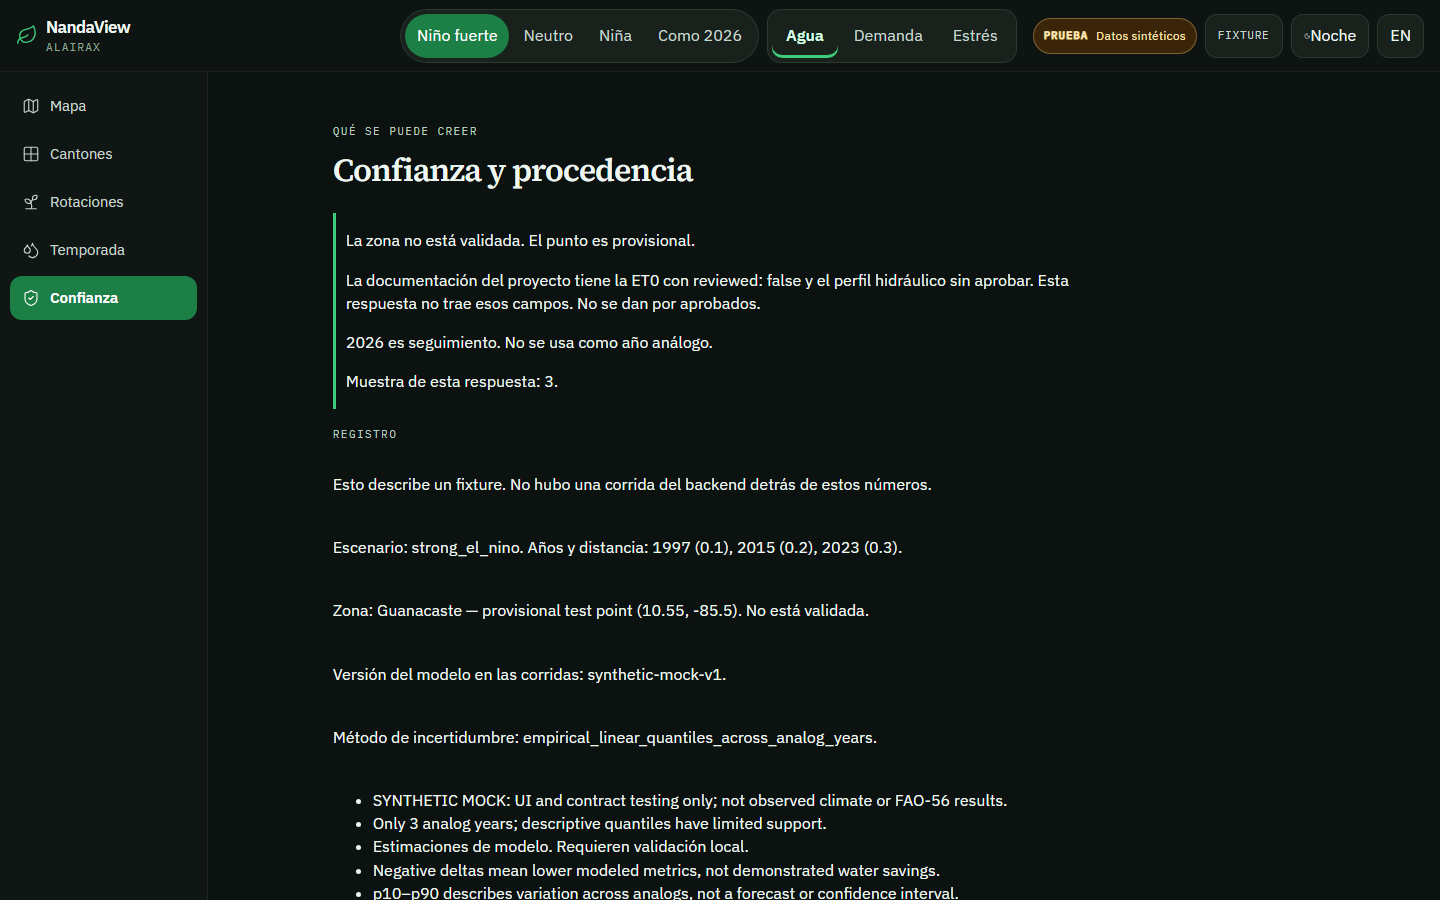 NandaView
ALAIRAX
Niño fuerte
Neutro
Niña
Como 2026
Agua
Demanda
Estrés
PRUEBA Datos sintéticos
FIXTURE
Noche
EN
Mapa
Cantones
Rotaciones
Temporada
Confianza
QUÉ SE PUEDE CREER
Confianza y procedencia
La zona no está validada. El punto es provisional.
La documentación del proyecto tiene la ET0 con reviewed: false y el perfil hidráulico sin aprobar. Esta
respuesta no trae esos campos. No se dan por aprobados.
2026 es seguimiento. No se usa como año análogo.
Muestra de esta respuesta: 3.
REGISTRO
Esto describe un fixture. No hubo una corrida del backend detrás de estos números.
Escenario: strong_el_nino. Años y distancia: 1997 (0.1), 2015 (0.2), 2023 (0.3).
Zona: Guanacaste — provisional test point (10.55, -85.5). No está validada.
Versión del modelo en las corridas: synthetic-mock-v1.
Método de incertidumbre: empirical_linear_quantiles_across_analog_years.
• SYNTHETIC MOCK: UI and contract testing only; not observed climate or FAO-56 results.
• Only 3 analog years; descriptive quantiles have limited support.
• Estimaciones de modelo. Requieren validación local.
• Negative deltas mean lower modeled metrics, not demonstrated water savings.
• p10–p90 describes variation across analogs, not a forecast or confidence interval.